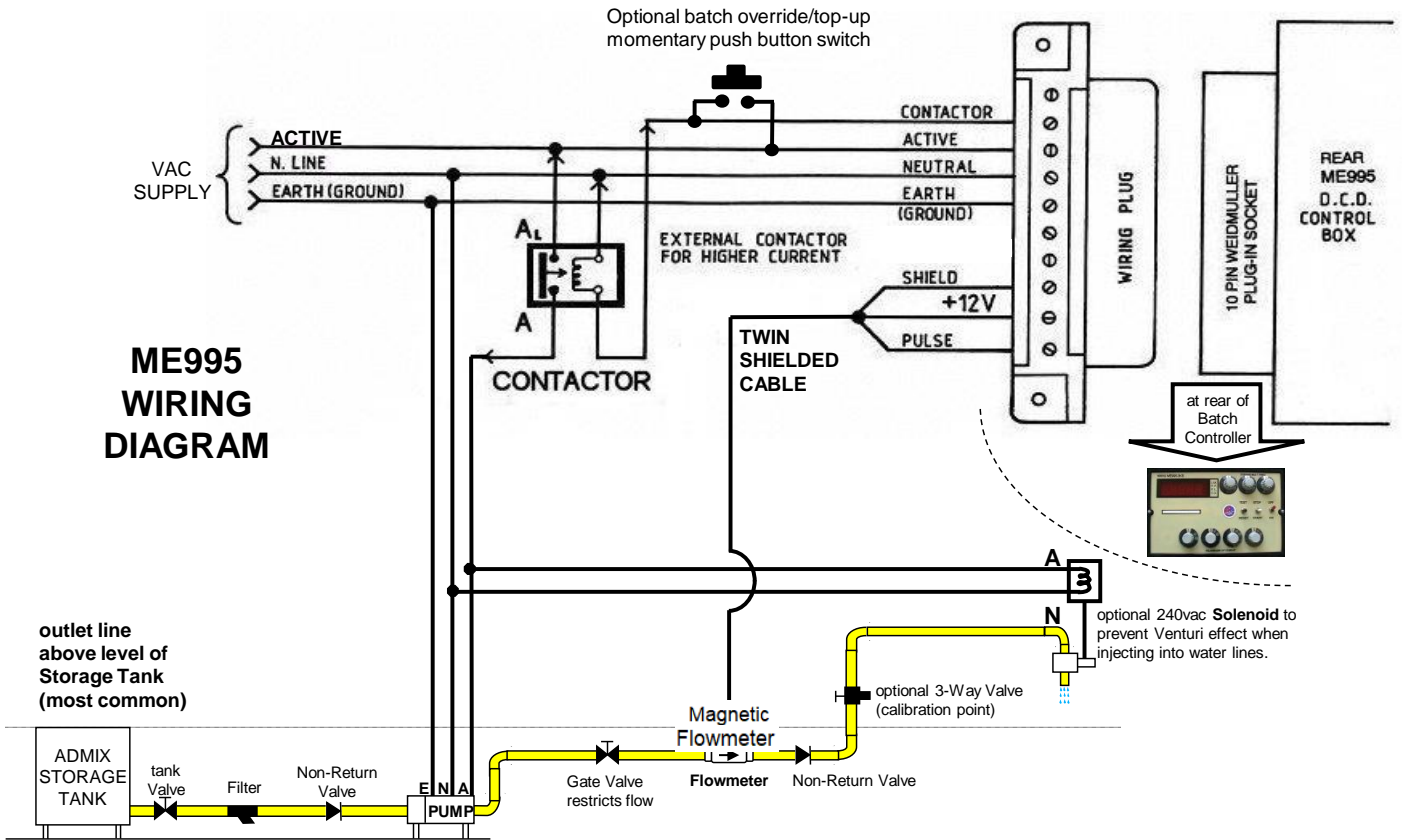 Optional batch override/top-up
momentary push button switch
CONTACTOR
ACTIVE
NEUTRAL
EARTH
(GROUND)
SHIELD
+12V
PULSE
WIRING PLUG
10 PIN WEIDMULLER
PLUG-IN SOCKET
REAR
ME995
D.C.D.
CONTROL
BOX
VAC
SUPPLY
ACTIVE
N. LINE
EARTH (GROUND)
A₁
A
EXTERNAL CONTACTOR
FOR HIGHER CURRENT
CONTACTOR
TWIN
SHIELDED
CABLE
ME995
WIRING
DIAGRAM
at rear of
Batch
Controller
A
N
optional 240vac Solenoid to
prevent Venturi effect when
injecting into water lines.
outlet line
above level of
Storage Tank
(most common)
optional 3-Way Valve
(calibration point)
Magnetic
Flowmeter
Flowmeter
Non-Return Valve
Gate Valve
restricts flow
ADMIX
STORAGE
TANK
tank
Valve
Filter
Non-Return
Valve
E N A
PUMP